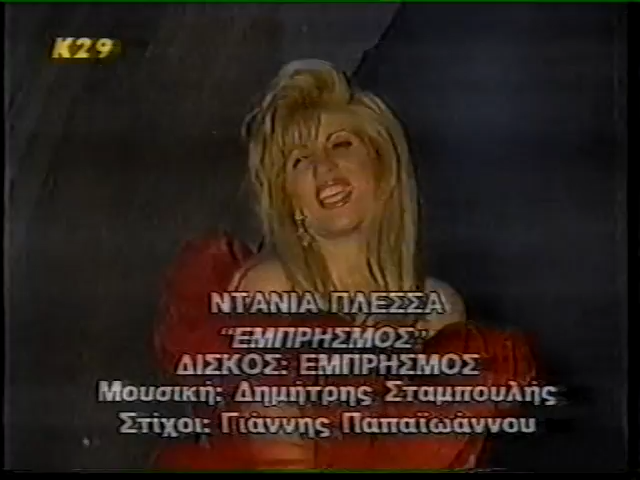 K29
ΝΤΑΝΙΑ ΠΛΕΣΣΑ
"ΕΜΠΡΗΣΜΟΣ"
ΔΙΣΚΟΣ: ΕΜΠΡΗΣΜΟΣ
Μουσική: Δημήτρης Σταμπουλής
Στίχοι: Γιάννης Παπαϊωάννου